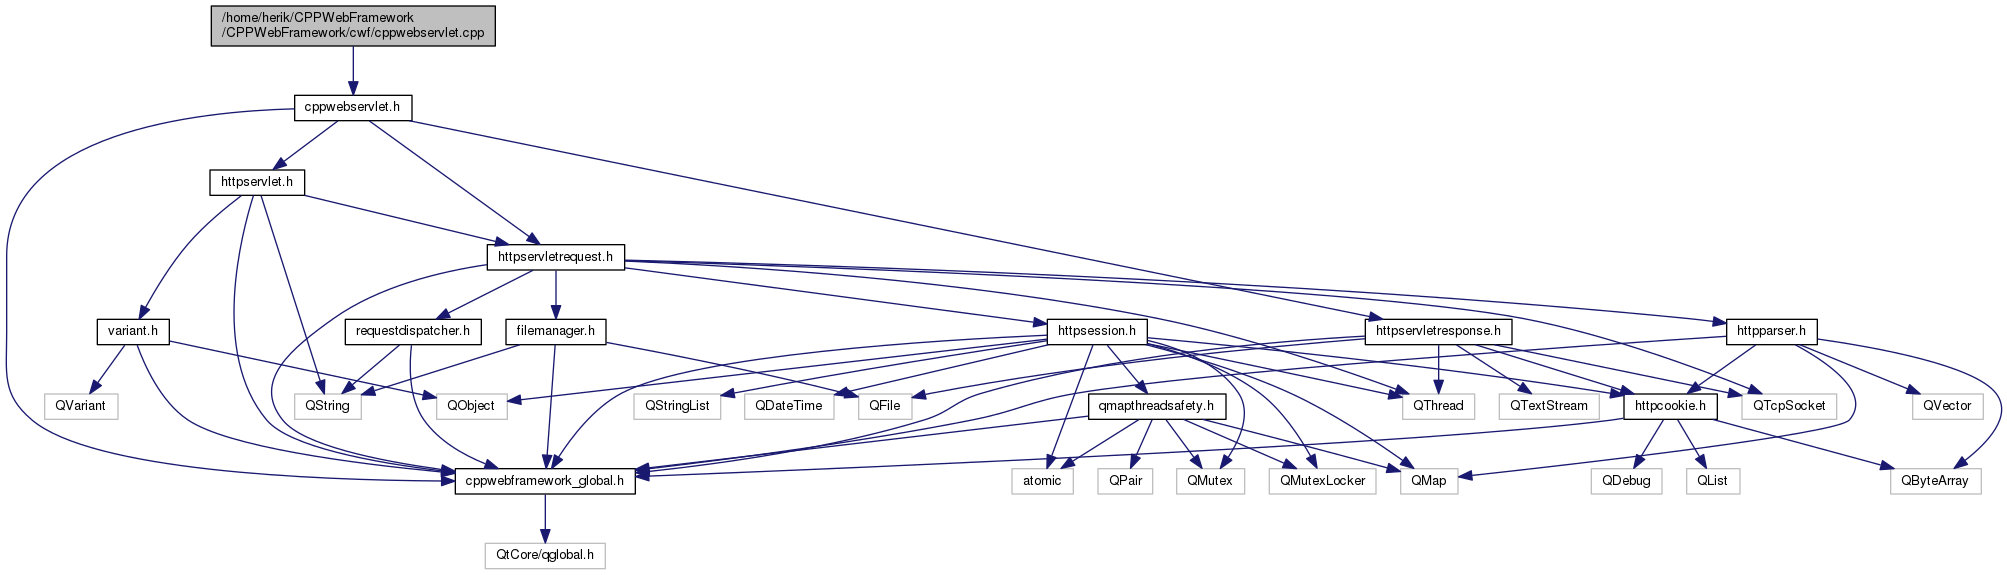 /home/herik/CPPWebFramework
/CPPWebFramework/cwf/cppwebservlet.cpp
cppwebservlet.h
httpservlet.h
httpservletrequest.h
variant.h
requestdispatcher.h
filemanager.h
httpsession.h
httpservletresponse.h
httpparser.h
QVariant
QString
QObject
QStringList
QDateTime
QFile
qmapthreadsafety.h
QThread
QTextStream
httpcookie.h
QTcpSocket
QVector
cppwebframework_global.h
atomic
QPair
QMutex
QMutexLocker
QMap
QDebug
QList
QByteArray
QtCore/qglobal.h